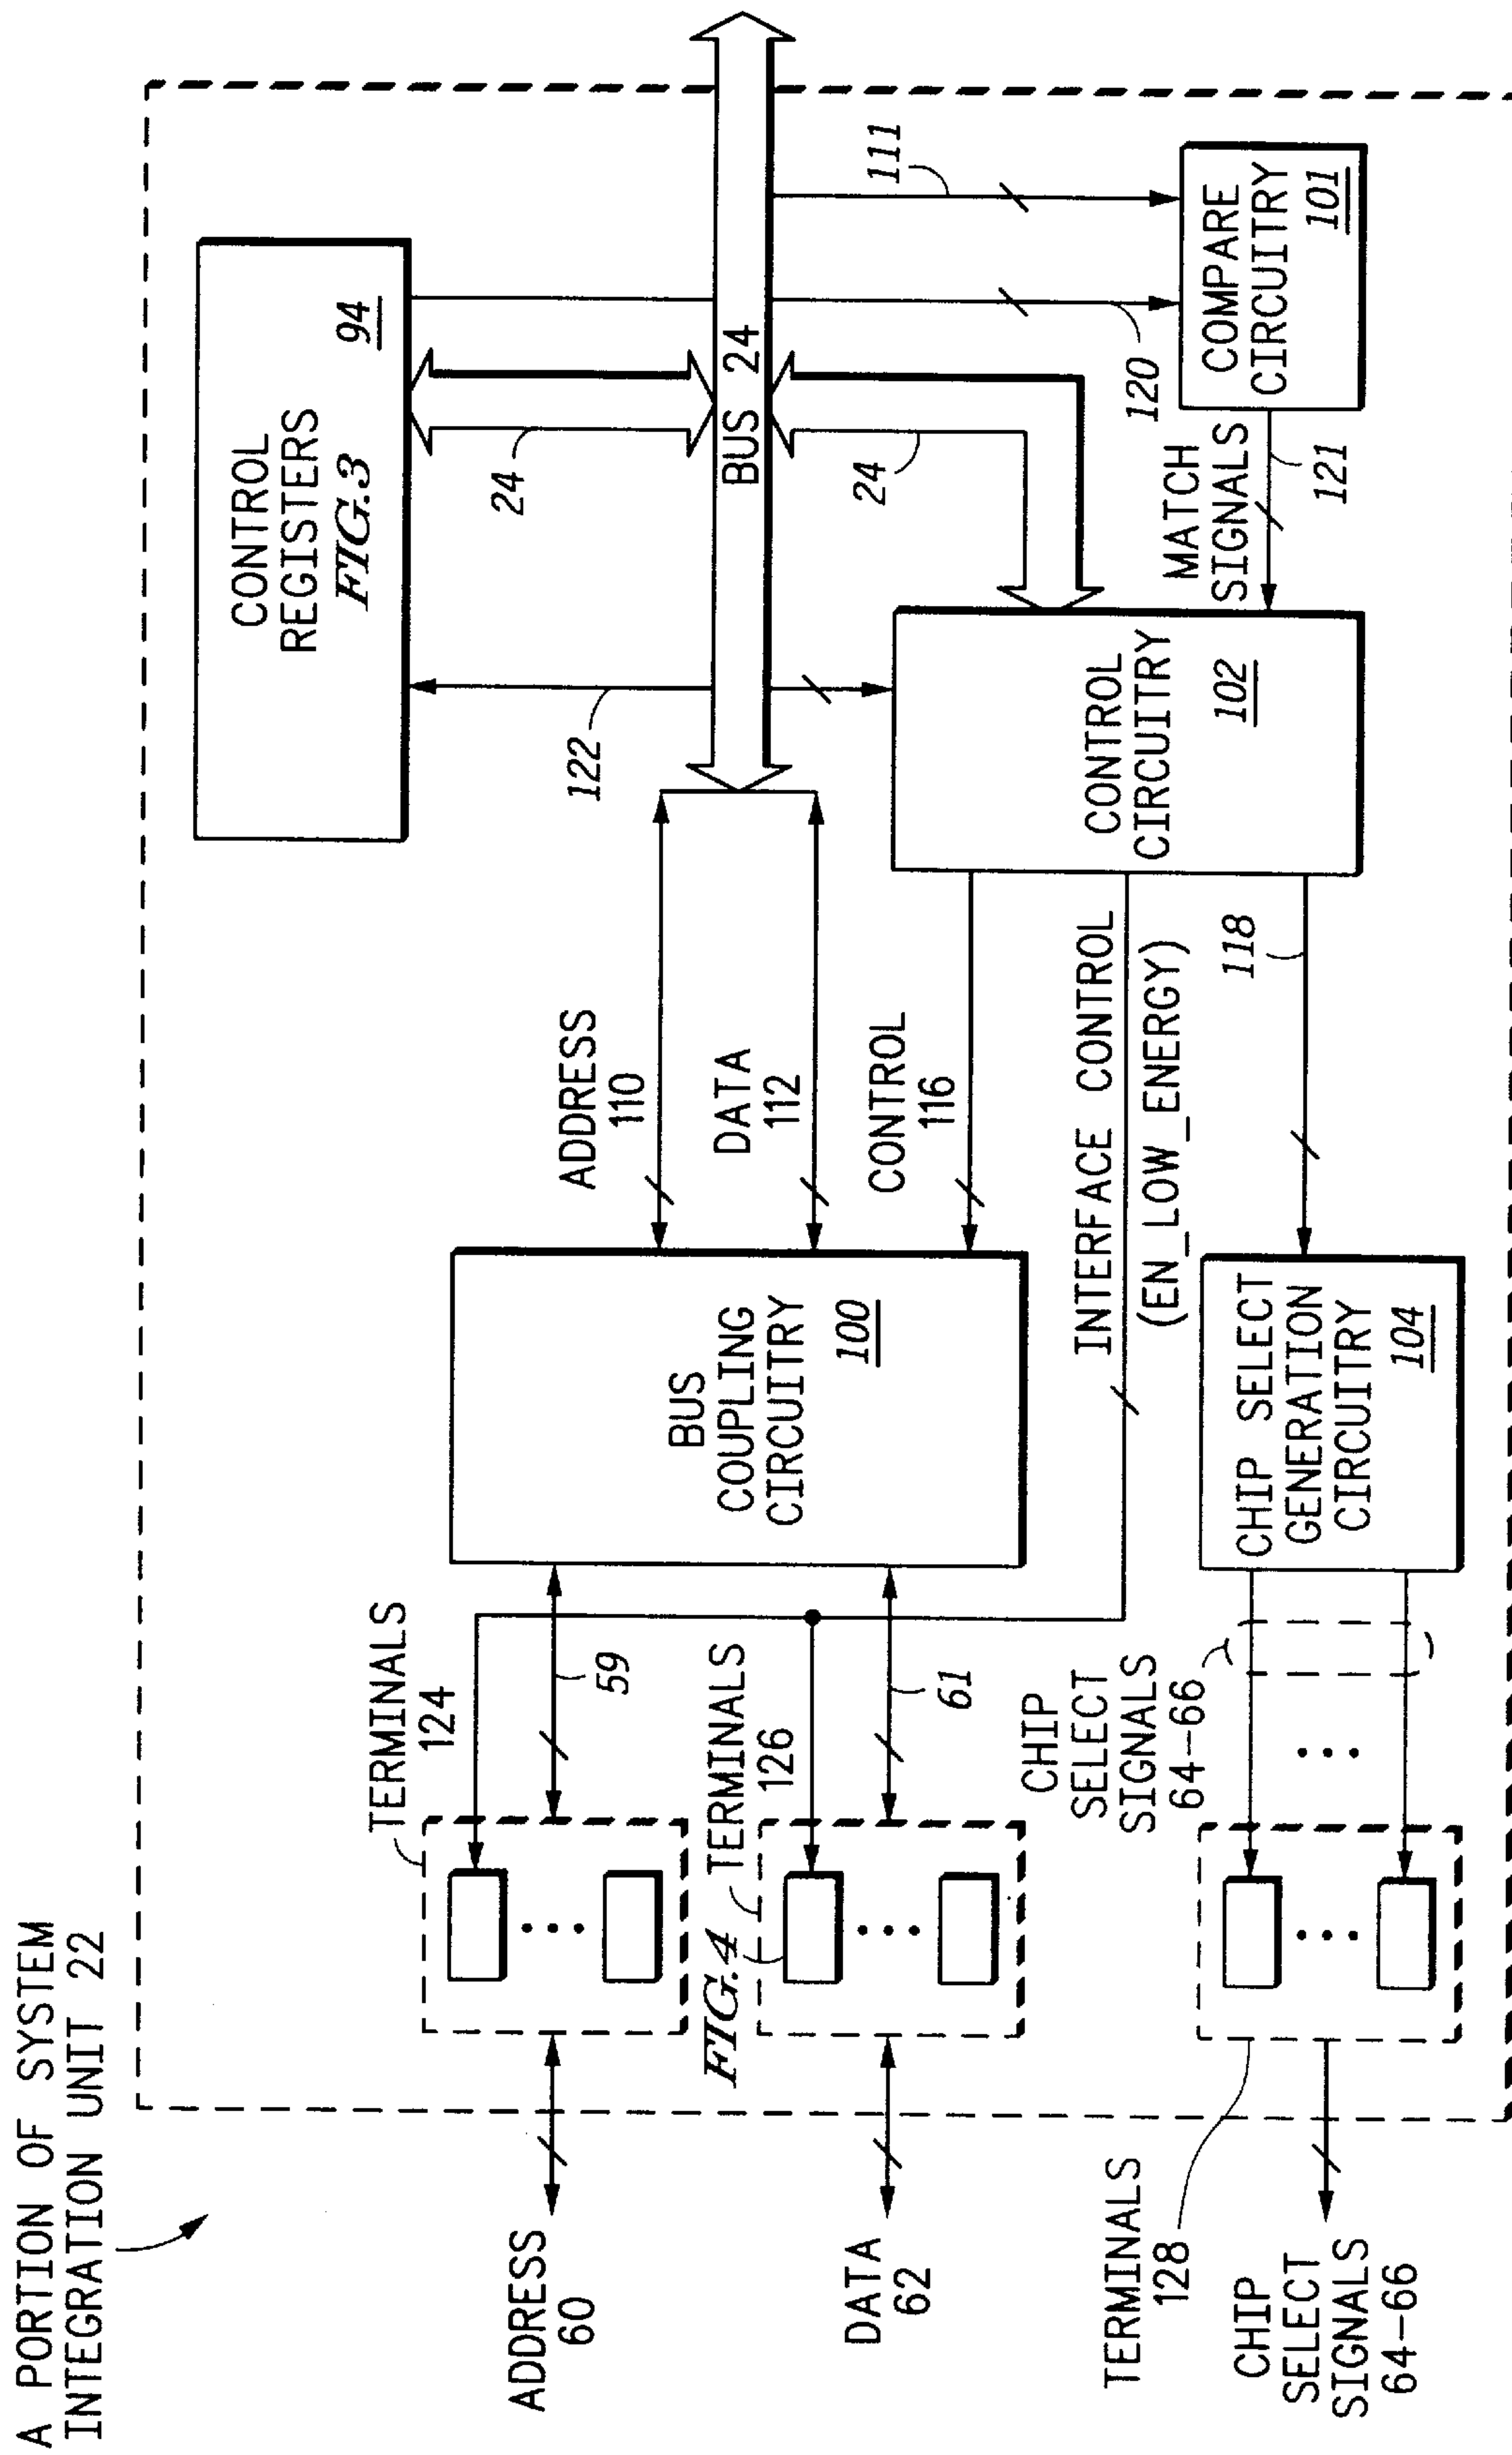 A PORTION OF SYSTEM
INTEGRATION UNIT 22
CONTROL
REGISTERS
94
FIG.3
24
BUS 24
24
122
111
120
COMPARE
CIRCUITRY
101
MATCH
SIGNALS
121
CONTROL
CIRCUITRY
102
ADDRESS
110
DATA
112
CONTROL
116
INTERFACE CONTROL
(EN_LOW_ENERGY)
118
BUS
COUPLING
CIRCUITRY
100
CHIP SELECT
GENERATION
CIRCUITRY
104
TERMINALS
124
59
TERMINALS
126
61
FIG.4
CHIP
SELECT
SIGNALS
64-66
ADDRESS
60
DATA
62
TERMINALS
128
CHIP
SELECT
SIGNALS
64-66